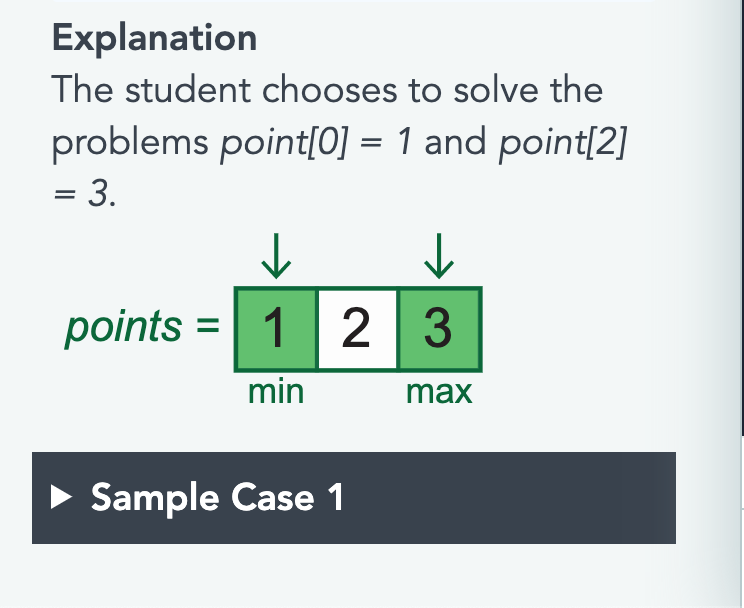 Explanation
The student chooses to solve the
problems point[0] = 1 and point[2]
= 3.
points = 1 2 3
min max
Sample Case 1